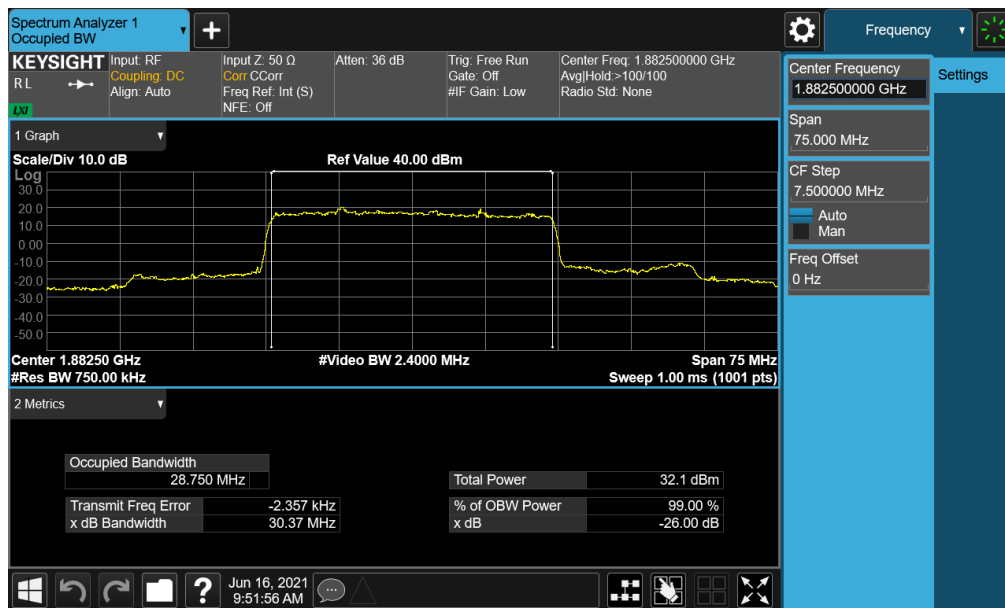 Spectrum Analyzer 1
Occupied BW
+
Frequency
KEYSIGHT
R L
LXI
Input: RF
Coupling: DC
Align: Auto
Input Z: 50 Ω
Corr CCorr
Freq Ref: Int (S)
NFE: Off
Atten: 36 dB
Trig: Free Run
Gate: Off
#IF Gain: Low
Center Freq: 1.882500000 GHz
Avg|Hold:>100/100
Radio Std: None
Center Frequency
1.882500000 GHz
Settings
Span
75.000 MHz
CF Step
7.500000 MHz
Auto
Man
Freq Offset
0 Hz
1 Graph
Scale/Div 10.0 dB
Ref Value 40.00 dBm
Log
30.0
20.0
10.0
0.00
-10.0
-20.0
-30.0
-40.0
-50.0
Center 1.88250 GHz
#Video BW 2.4000 MHz
Span 75 MHz
#Res BW 750.00 kHz
Sweep 1.00 ms (1001 pts)
2 Metrics
Occupied Bandwidth
28.750 MHz
Total Power 32.1 dBm
Transmit Freq Error -2.357 kHz
% of OBW Power 99.00 %
x dB Bandwidth 30.37 MHz
x dB -26.00 dB
?
Jun 16, 2021
9:51:56 AM